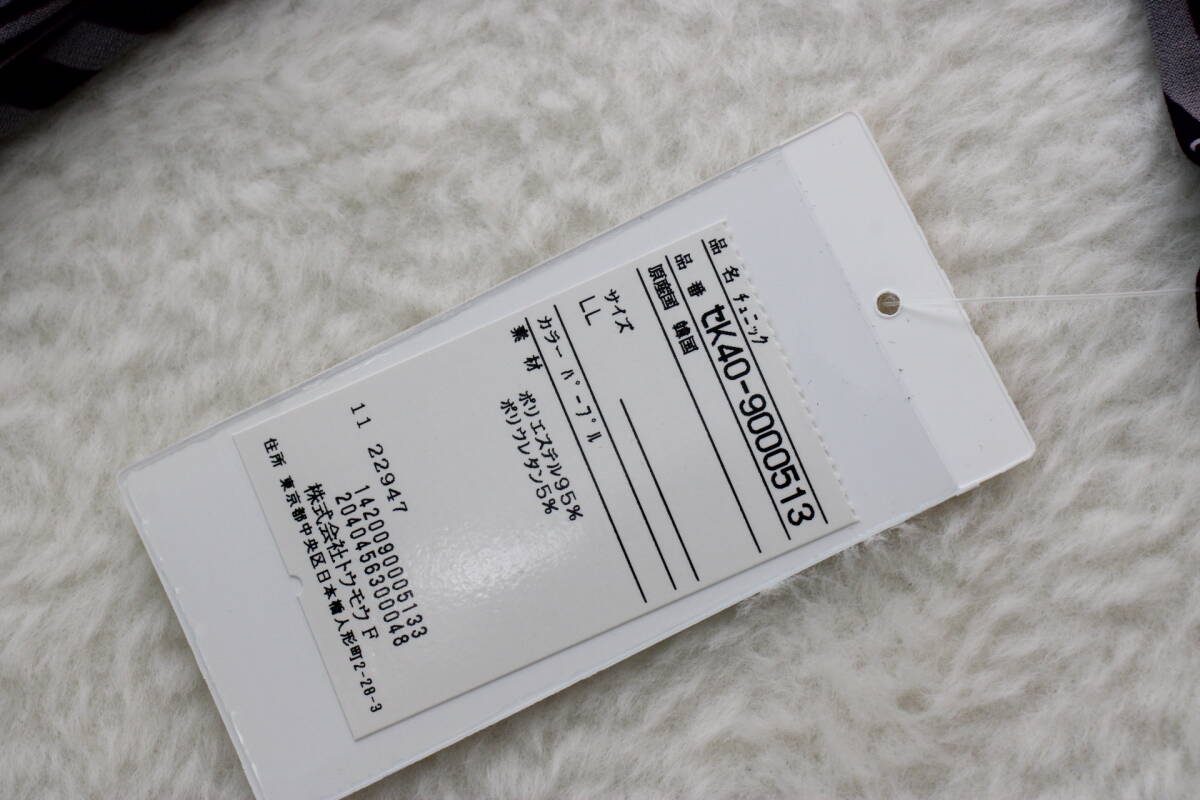 品 名 チュニック
品 番 セK40-9000513
原産国 韓国
サイズ
LL
カラー パープル
素 材 ポリエステル95%
ポリウレタン5%
11 22947
1420090005133
2040456300048
株式会社トウモウ F
住所 東京都中央区日本橋人形町2-28-3